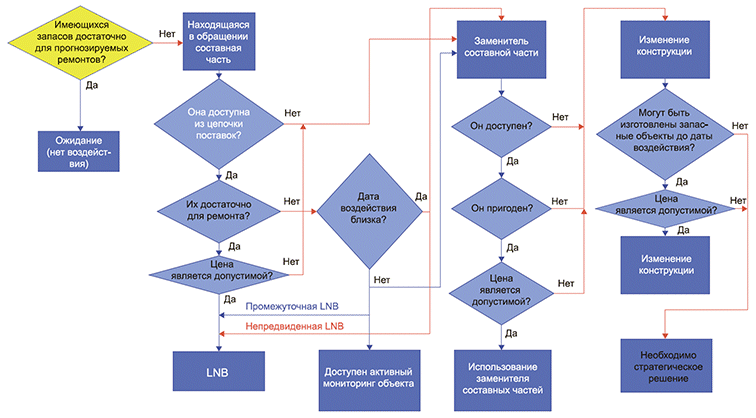 Имеющихся
запасов достаточно
для прогнозируемых
ремонтов?
Нет
Да
Ожидание
(нет воздейст-
вия)
Находящаяся
в обращении
составная
часть
Она доступна
из цепочки
поставок?
Нет
Да
Их достаточно
для ремонта?
Нет
Да
Цена
является допустимой?
Нет
Да
Дата
воздействия
близка?
Да
Нет
Промежуточная LNB
Непредвиденная LNB
LNB
Доступен активный
мониторинг объекта
Заменитель
составной части
Он доступен?
Нет
Да
Он пригоден?
Нет
Да
Цена
является
допустимой?
Нет
Да
Использование
заменителя
составных частей
Изменение
конструкции
Могут быть
изготовлены запас-
ные объекты до даты
воздействия?
Нет
Да
Цена
является допустимой?
Нет
Да
Изменение
конструкции
Необходимо
стратегическое
решение